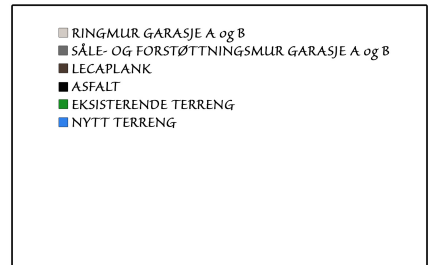 RINGMUR GARASJE A og B
SÅLE- OG FORSTØTTNINGSMUR GARASJE A og B
LECAPLANK
ASFALT
EKSISTERENDE TERRENG
NYTT TERRENG